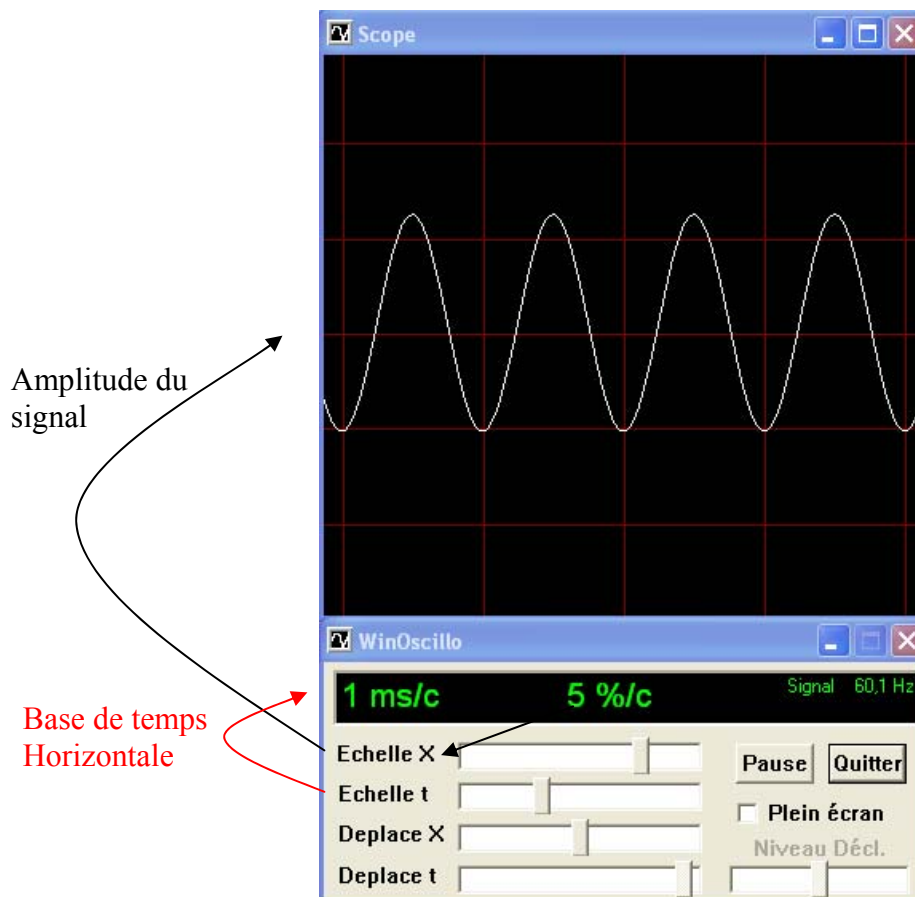 Scope
Amplitude du
signal
WinOscillo
1 ms/c 5 %/c Signal 60,1 Hz
Base de temps
Horizontale
Echelle X
Echelle t
Deplace X
Deplace t
Pause Quitter
Plein écran
Niveau Décl.